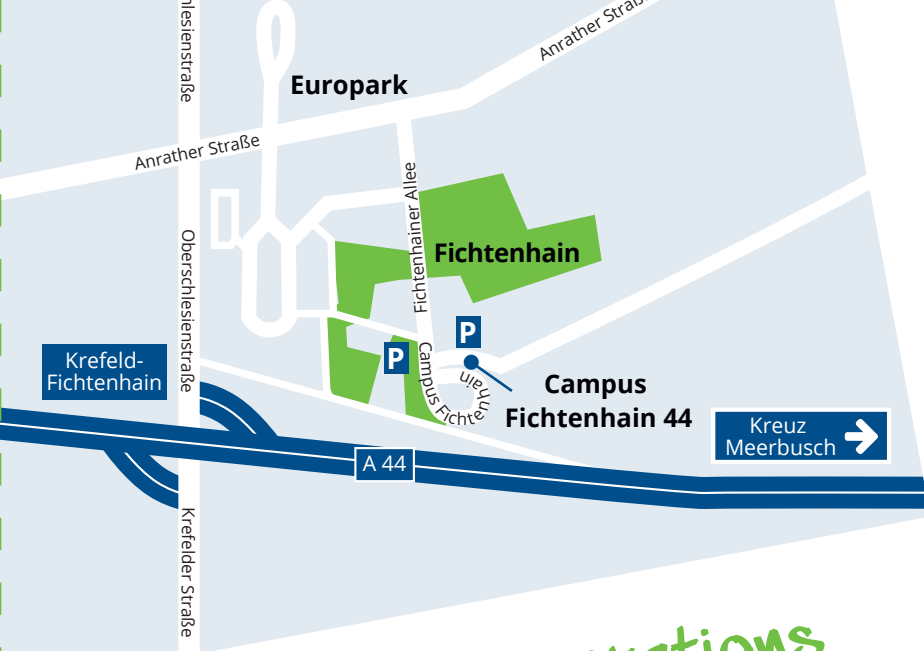 Anrather Straße
Europark
Anrather Straße
Fichtenhainer Allee
Fichtenhain
Oberschlesienstraße
P
P
Krefeld-
Fichtenhain
Campus Fichtenhain
Campus
Fichtenhain 44
Kreuz
Meerbusch
A 44
Krefelder Straße